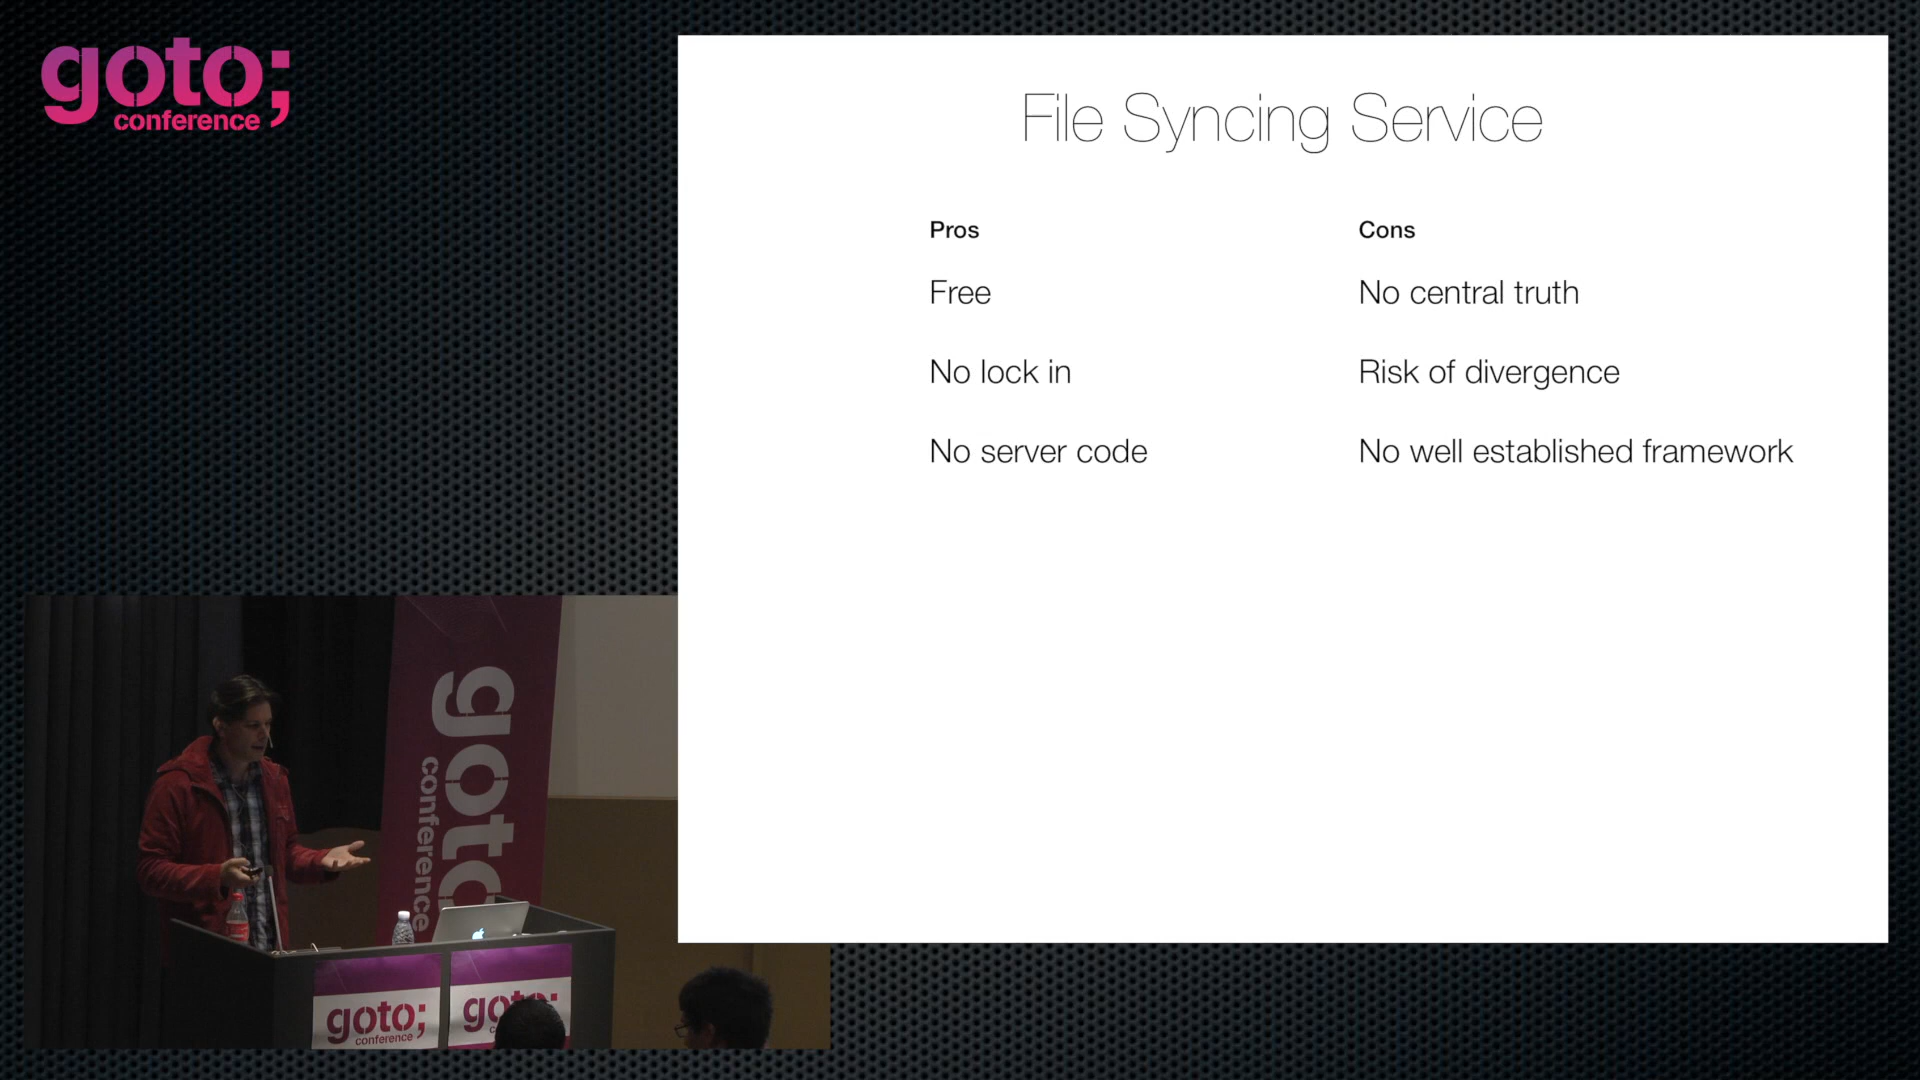 goto;
conference
File Syncing Service
Pros
Cons
Free
No central truth
No lock in
Risk of divergence
No server code
No well established framework
goto
conference
goto;
conference
goto;